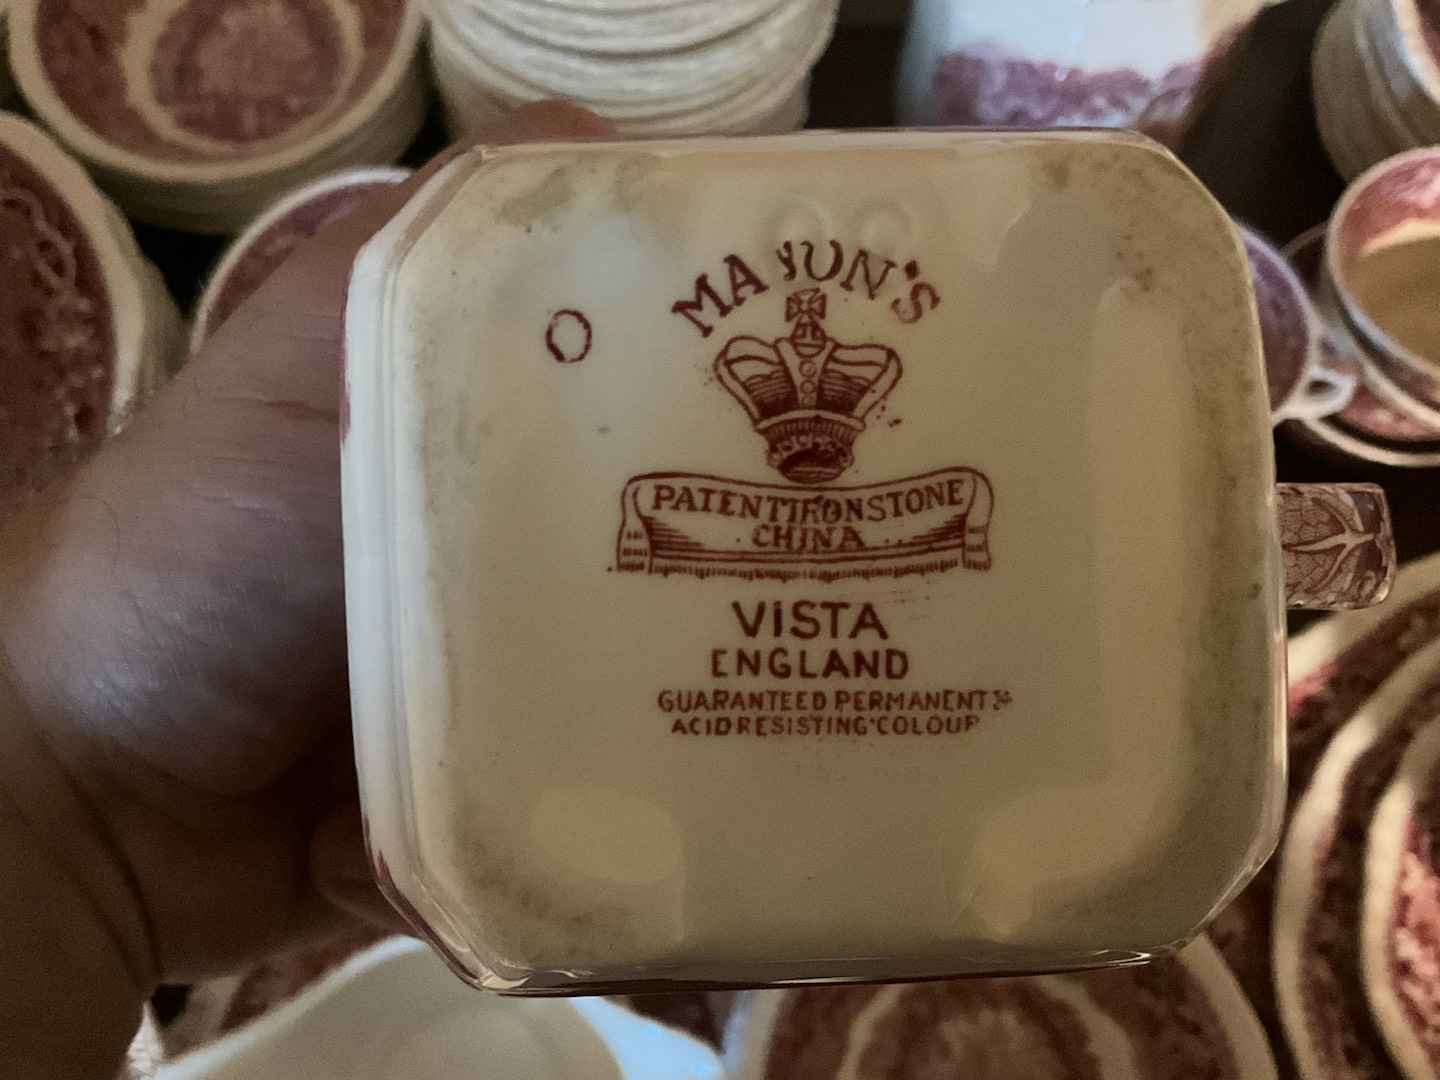 MASON'S
O
PATENT IRONSTONE
CHINA
VISTA
ENGLAND
GUARANTEED PERMANENT &
ACID RESISTING COLOUR